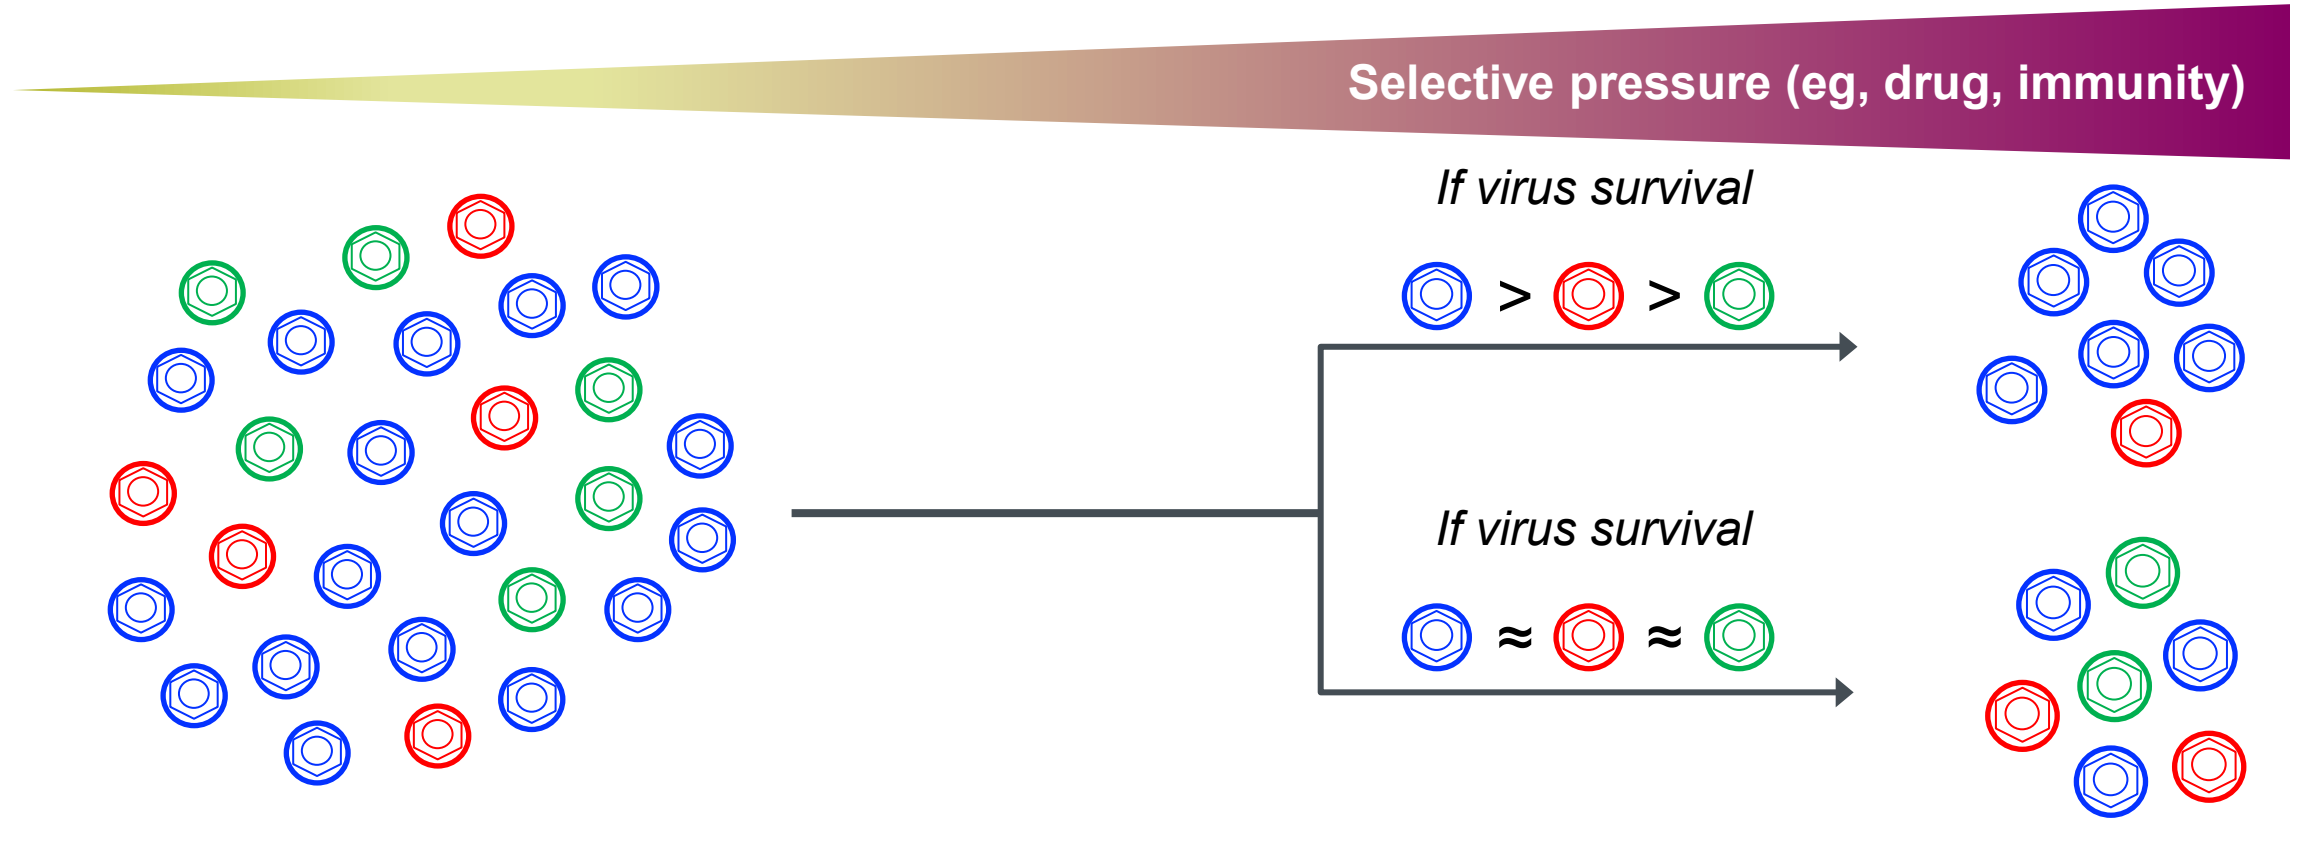 Selective pressure (eg, drug, immunity)
If virus survival
> >
If virus survival
≈ ≈